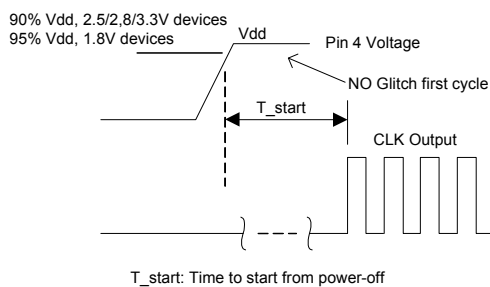 90% Vdd, 2.5/2,8/3.3V devices
95% Vdd, 1.8V devices
Vdd
Pin 4 Voltage
NO Glitch first cycle
T_start
CLK Output
T_start: Time to start from power-off